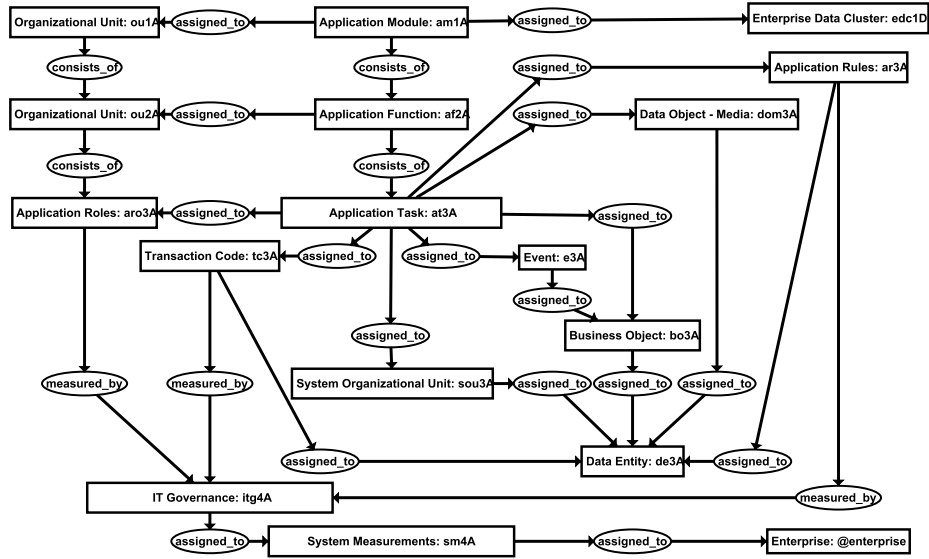 Organizational Unit: ou1A
assigned_to
Application Module: am1A
assigned_to
Enterprise Data Cluster: edc1D
consists_of
consists_of
assigned_to
Application Rules: ar3A
Organizational Unit: ou2A
assigned_to
Application Function: af2A
assigned_to
Data Object - Media: dom3A
consists_of
consists_of
Application Roles: aro3A
assigned_to
Application Task: at3A
assigned_to
Transaction Code: tc3A
assigned_to
assigned_to
Event: e3A
assigned_to
assigned_to
Business Object: bo3A
measured_by
measured_by
System Organizational Unit: sou3A
assigned_to
assigned_to
assigned_to
assigned_to
Data Entity: de3A
assigned_to
IT Governance: itg4A
measured_by
assigned_to
System Measurements: sm4A
assigned_to
Enterprise: @enterprise